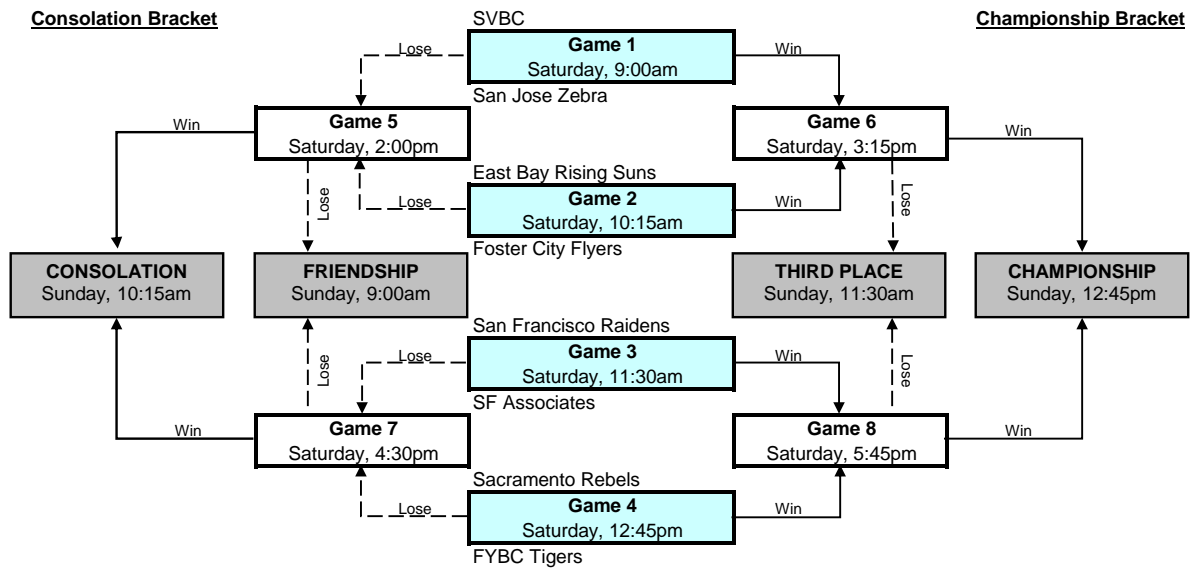 SVBC
Consolation Bracket
Championship Bracket
Game 1
Saturday, 9:00am
Lose
Win
San Jose Zebra
Game 5
Saturday, 2:00pm
Game 6
Saturday, 3:15pm
Win
Win
East Bay Rising Suns
Lose
Lose
Game 2
Saturday, 10:15am
Lose
Win
Foster City Flyers
CONSOLATION
Sunday, 10:15am
FRIENDSHIP
Sunday, 9:00am
THIRD PLACE
Sunday, 11:30am
CHAMPIONSHIP
Sunday, 12:45pm
San Francisco Raidens
Game 3
Saturday, 11:30am
Lose
Win
Lose
Lose
SF Associates
Game 7
Saturday, 4:30pm
Game 8
Saturday, 5:45pm
Win
Win
Sacramento Rebels
Game 4
Saturday, 12:45pm
Lose
Win
FYBC Tigers